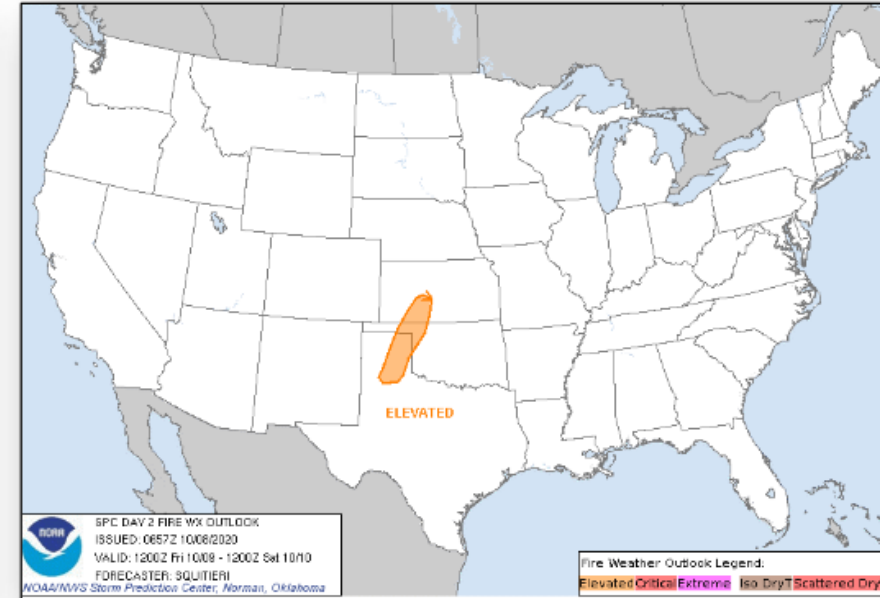 ELEVATED
NOAA
SPC DAY 2 FIRE WX OUTLOOK
ISSUED: 0657Z 10/08/2020
VALID: 1200Z Fri 10/09 - 1200Z Sat 10/10
FORECASTER: SQUITIERI
NOAA/NWS Storm Prediction Center, Norman, Oklahoma
Fire Weather Outlook Legend:
Elevated Critical Extreme Iso DryT Scattered Dry